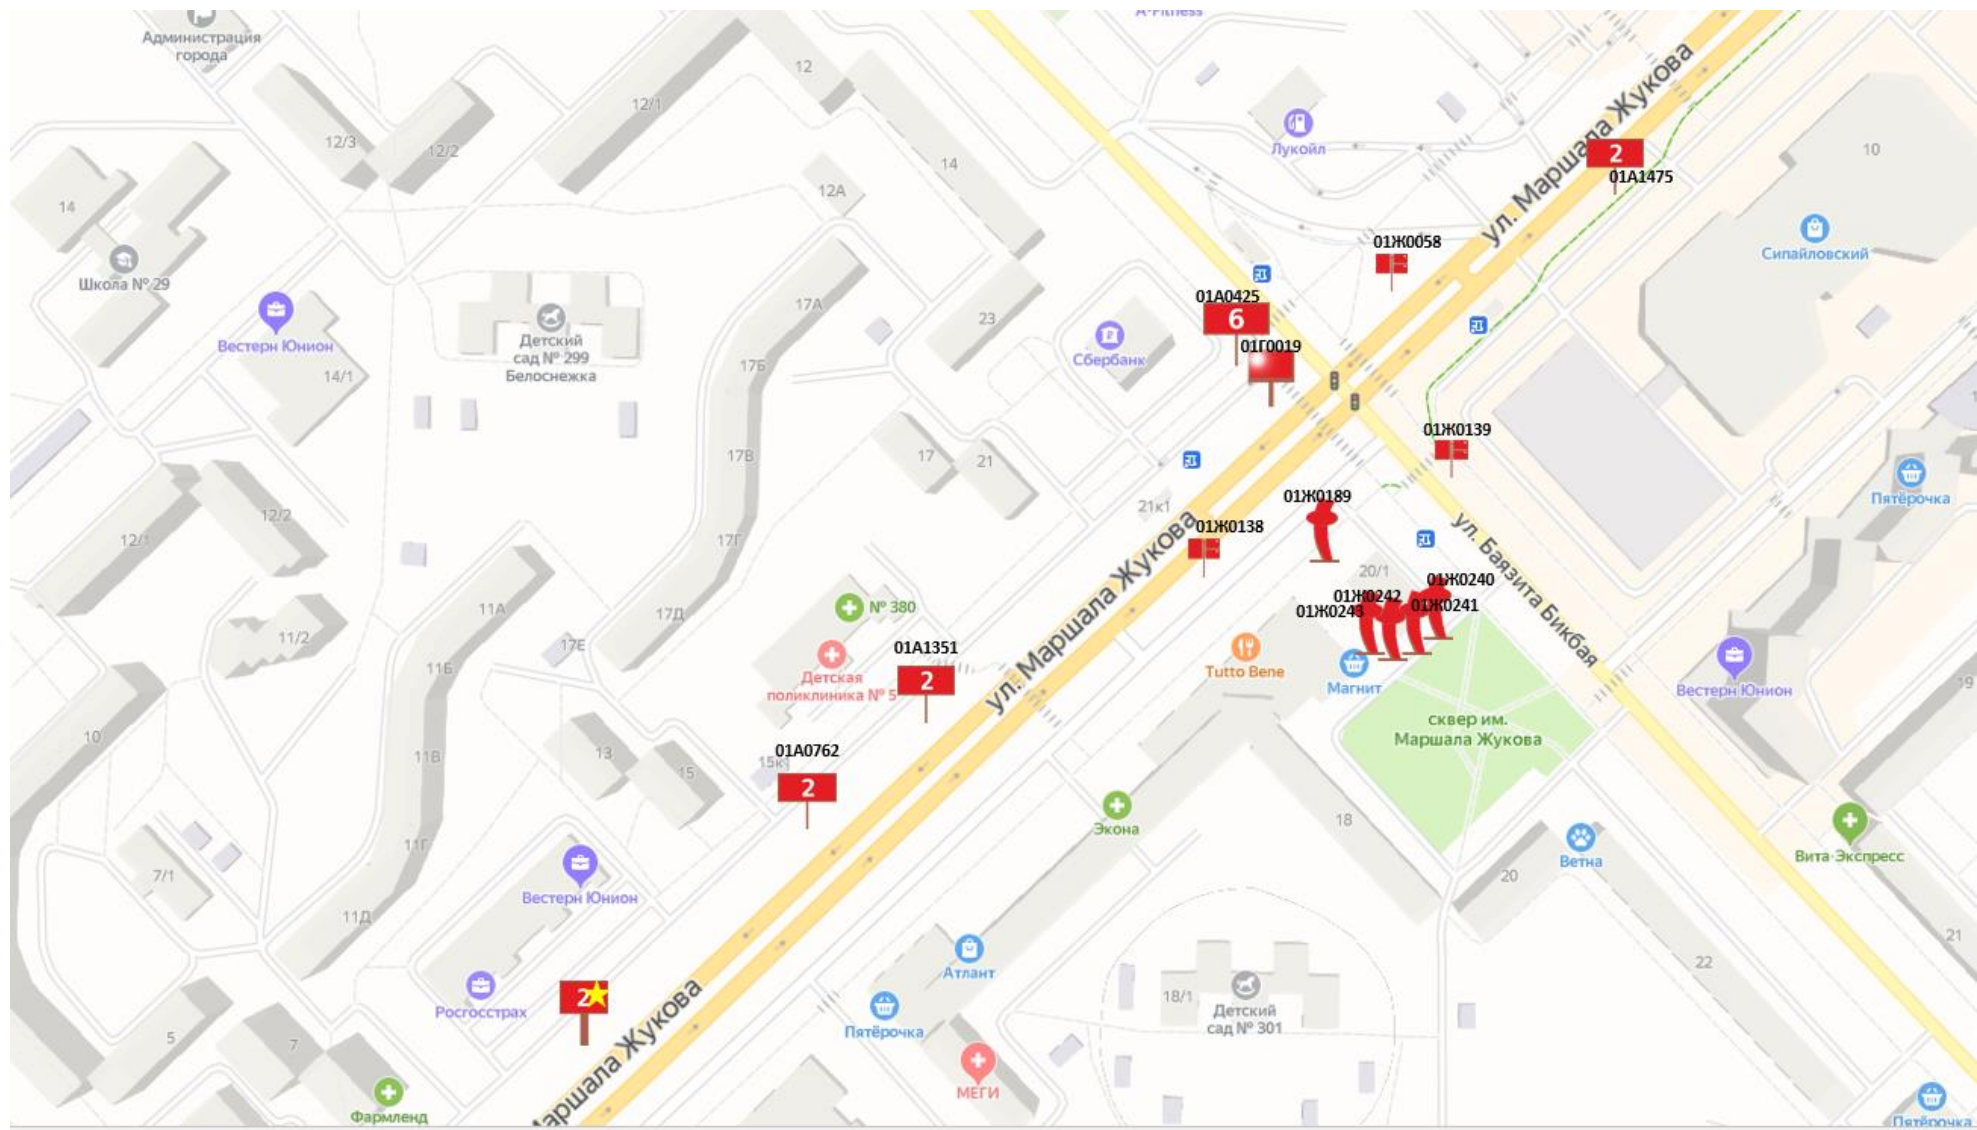 A-Fitness
Администрация
города
12
12/1
12/3
12/2
14
12А
14
Школа № 29
Лукойл
ул. Маршала Жукова
2
01А1475
10
Сипайловский
01Ж0058
01А0425
6
01Г0019
Вестерн Юнион
14/1
Детский
сад № 299
Белоснежка
17А
23
Сбербанк
17Б
17В
17
21
21к1
01Ж0139
01Ж0189
01Ж0138
Пятёрочка
12/2
12/1
17Г
ул. Маршала Жукова
ул. Баязита Бикбая
20/1
01Ж0240
01Ж0242
01Ж0241
01Ж0243
11А
11/2
17Д
17Е
№ 380
Детская
поликлиника № 5
01А1351
2
Tutto Bene
Магнит
сквер им.
Маршала Жукова
Вестерн Юнион
19
11Б
10
11В
13
15
15к
01А0762
2
Экона
18
Ветна
Вита Экспресс
20
11Г
7/1
Вестерн Юнион
11Д
21
22
Атлант
Росгосстрах
2
Пятёрочка
18/1
Детский
сад № 301
5
7
МЕГИ
Фармленд
Маршала Жукова
Пятёрочка